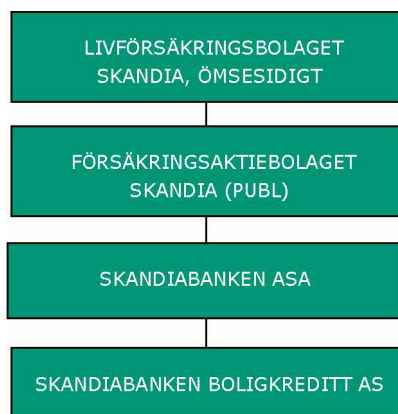 LIVFÖRSÄKRINGSBOLAGET
SKANDIA, ÖMSESIDIGT
FÖRSÄKRINGSAKTIEBOLAGET
SKANDIA (PUBL)
SKANDIABANKEN ASA
SKANDIABANKEN BOLIGKREDITT AS